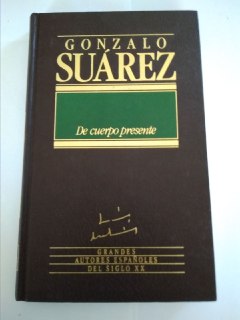 GONZALO
SUÁREZ
De cuerpo presente
GRANDES
AUTORES ESPAÑOLES
DEL SIGLO XX